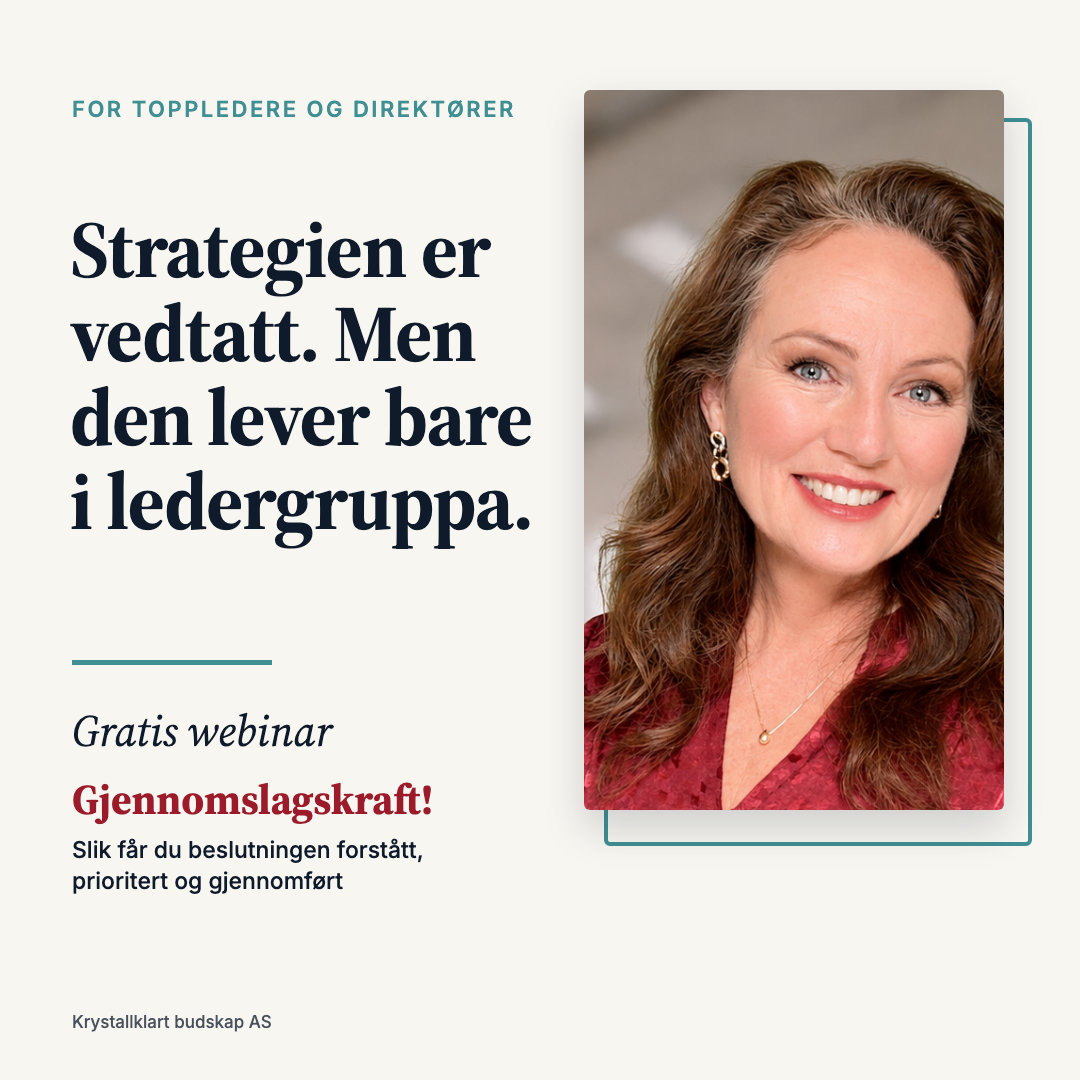 FOR TOPPLEDERE OG DIREKTØRER
Strategien er
vedtatt. Men
den lever bare
i ledergruppa.
Gratis webinar
Gjennomslagskraft!
Slik får du beslutningen forstått,
prioritert og gjennomført
Krystallklart budskap AS